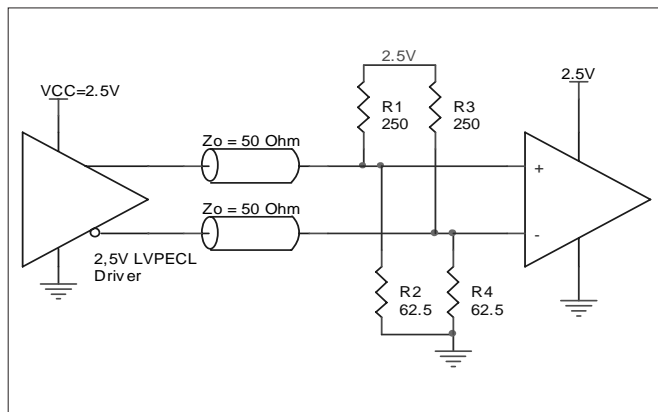 2.5V
VCC=2.5V
2.5V
R1
250
R3
250
Zo = 50 Ohm
+
Zo = 50 Ohm
-
2,5V LVPECL
Driver
R2
62.5
R4
62.5